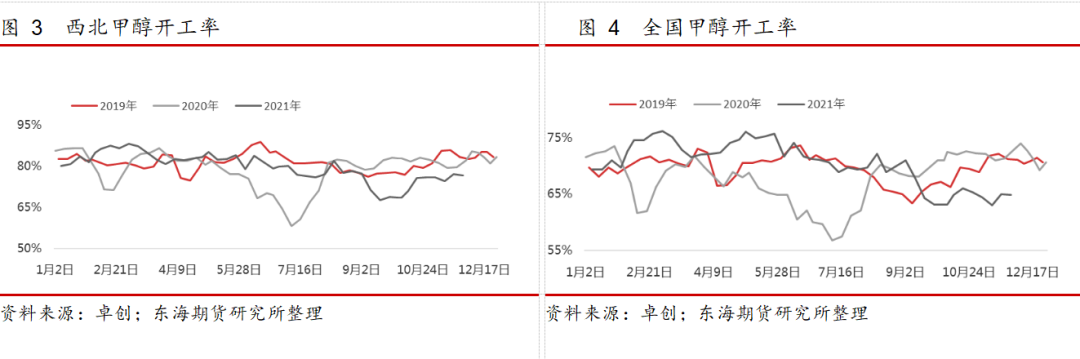 图 3 西北甲醇开工率
2019年 2020年 2021年
95%
80%
65%
50%
1月2日 2月21日 4月9日 5月28日 7月16日 9月2日 10月24日 12月17日
资料来源：卓创；东海期货研究所整理
图 4 全国甲醇开工率
2019年 2020年 2021年
75%
65%
55%
1月2日 2月21日 4月9日 5月28日 7月16日 9月2日 10月24日 12月17日
资料来源：卓创；东海期货研究所整理